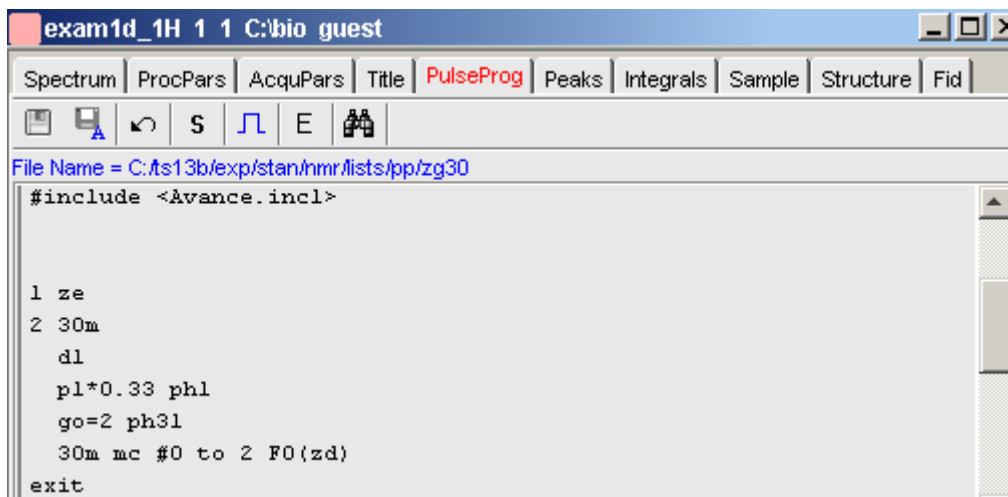 exam1d_1H 1 1 C:\bio guest
Spectrum ProcPars AcquPars Title PulseProg Peaks Integrals Sample Structure Fid
A S E
File Name = C:/ts13b/exp/stan/nmr/lists/pp/zg30
#include <Avance.incl>
1 ze
2 30m
d1
p1*0.33 ph1
go=2 ph31
30m mc #0 to 2 F0(zd)
exit